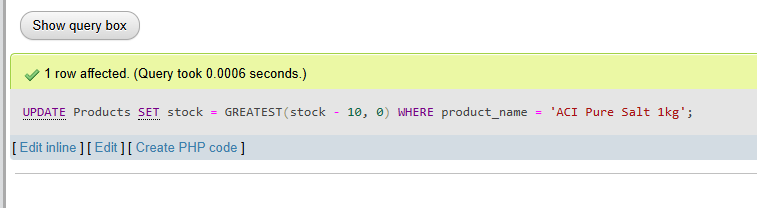 Show query box
1 row affected. (Query took 0.0006 seconds.)
UPDATE Products SET stock = GREATEST(stock - 10, 0) WHERE product_name = 'ACI Pure Salt 1kg';
[ Edit inline ] [ Edit ] [ Create PHP code ]